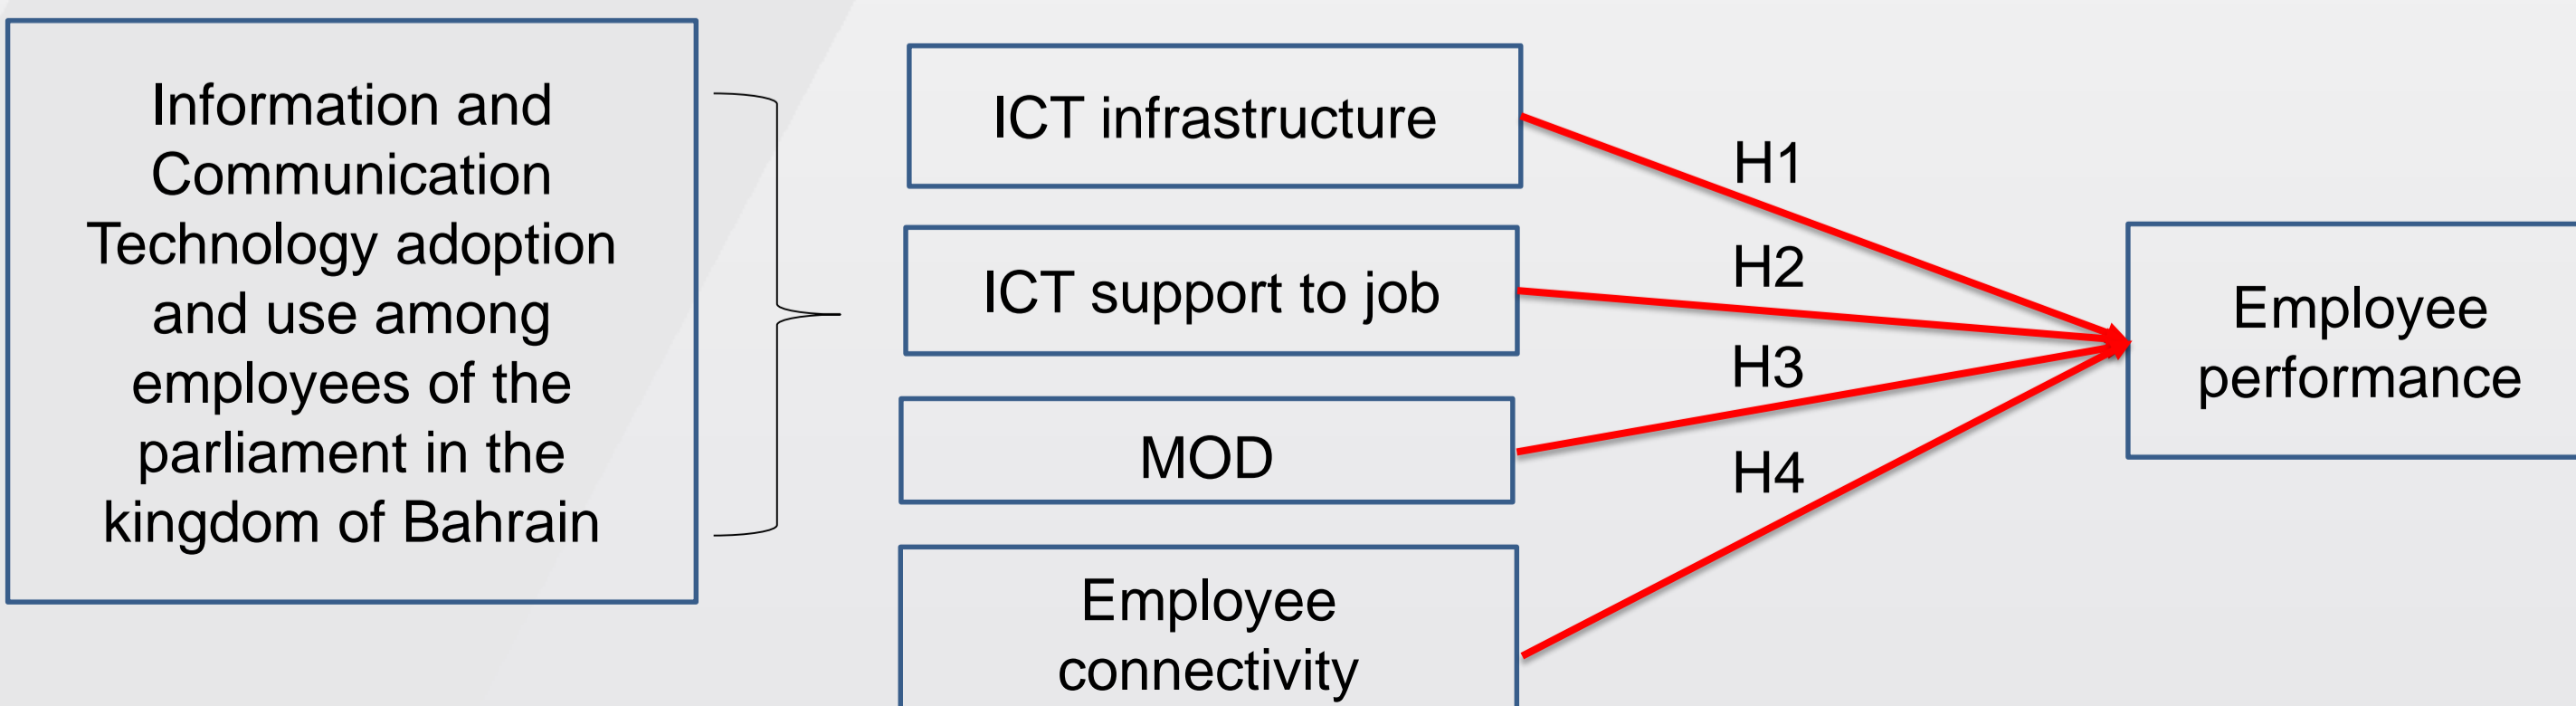 Information and
Communication
Technology adoption
and use among
employees of the
parliament in the
kingdom of Bahrain
ICT infrastructure
ICT support to job
MOD
Employee
connectivity
H1
H2
H3
H4
Employee
performance